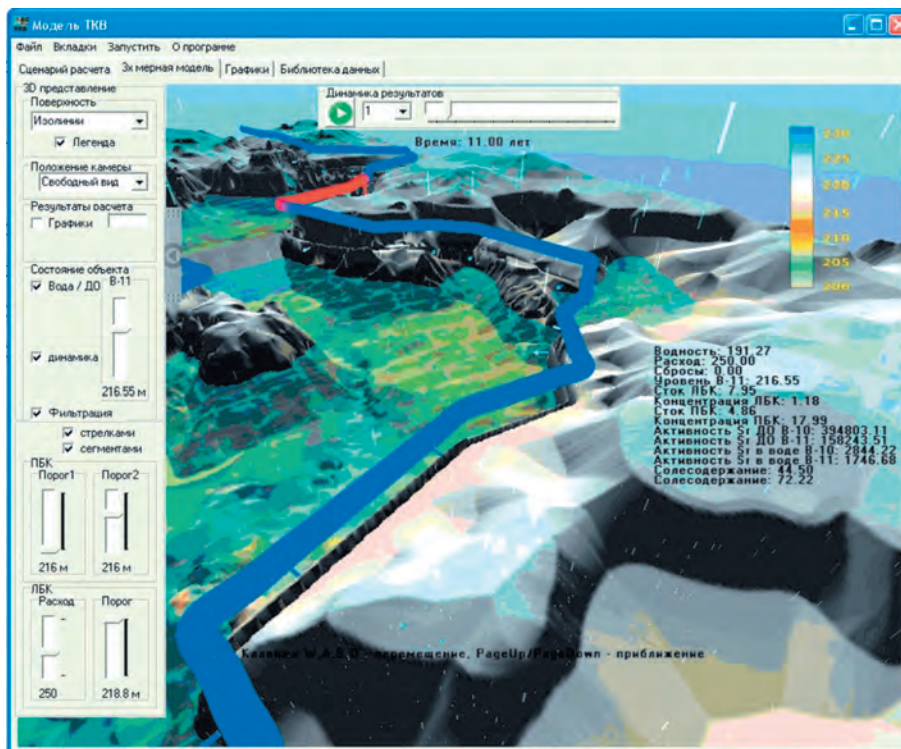 Модель ТКВ
Файл Вкладки Запустить О программе
Сценарий расчета 3х мерная модель Графики Библиотека данных
3D представление
Поверхность
Изолинии
Легенда
Положение камеры
Свободный вид
Результаты расчета
Графики
Состояние объекта
Вода / ДО В-11
динамика
216.55 м
Фильтрация
стрелками
сегментами
ПБК
Порог1 Порог2
216 м 216 м
ЛБК
Расход Порог
250 218.8 м
Динамика результатов
1
Время: 11.00 лет
230
225
215
210
205
200
Водность: 191.27
Расход: 250.00
Сбросы: 0.00
Уровень В-11: 216.55
Сток ЛБК: 7.95
Концентрация ЛБК: 1.18
Сток ПБК: 4.86
Концентрация ПБК: 17.99
Активность Sr ДО В-10: 394803.11
Активность Sr ДО В-11: 158243.51
Активность Sr в воде В-10: 2844.22
Активность Sr в воде В-11: 1746.68
Солесодержание: 44.50
Солесодержание: 72.22
Клавиши W,A,S,D - перемещение, PageUp/PageDown - приближение